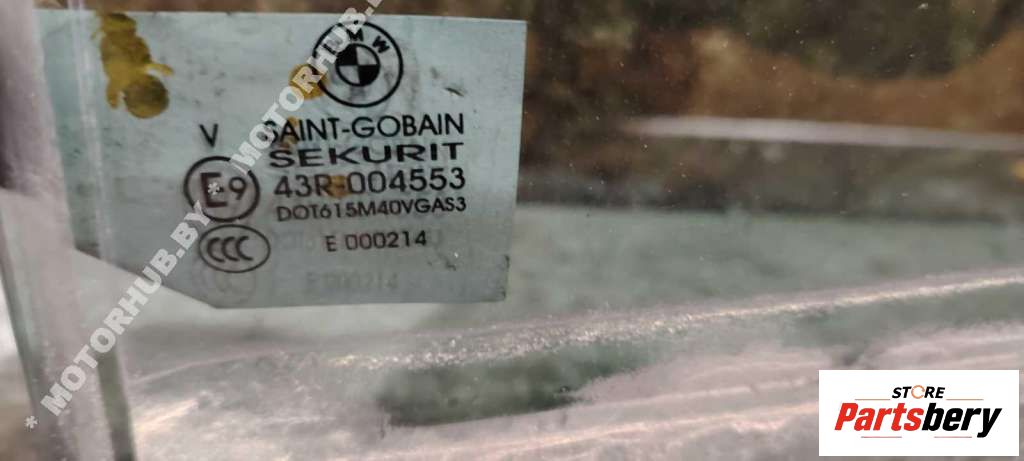 BMW
V SAINT-GOBAIN
SEKURIT
E9 43R-004553
DOT615M40VGAS3
CCC E 000214
* MOTORHUB.BY * MOTORHUB.BY
STORE
Partsbery